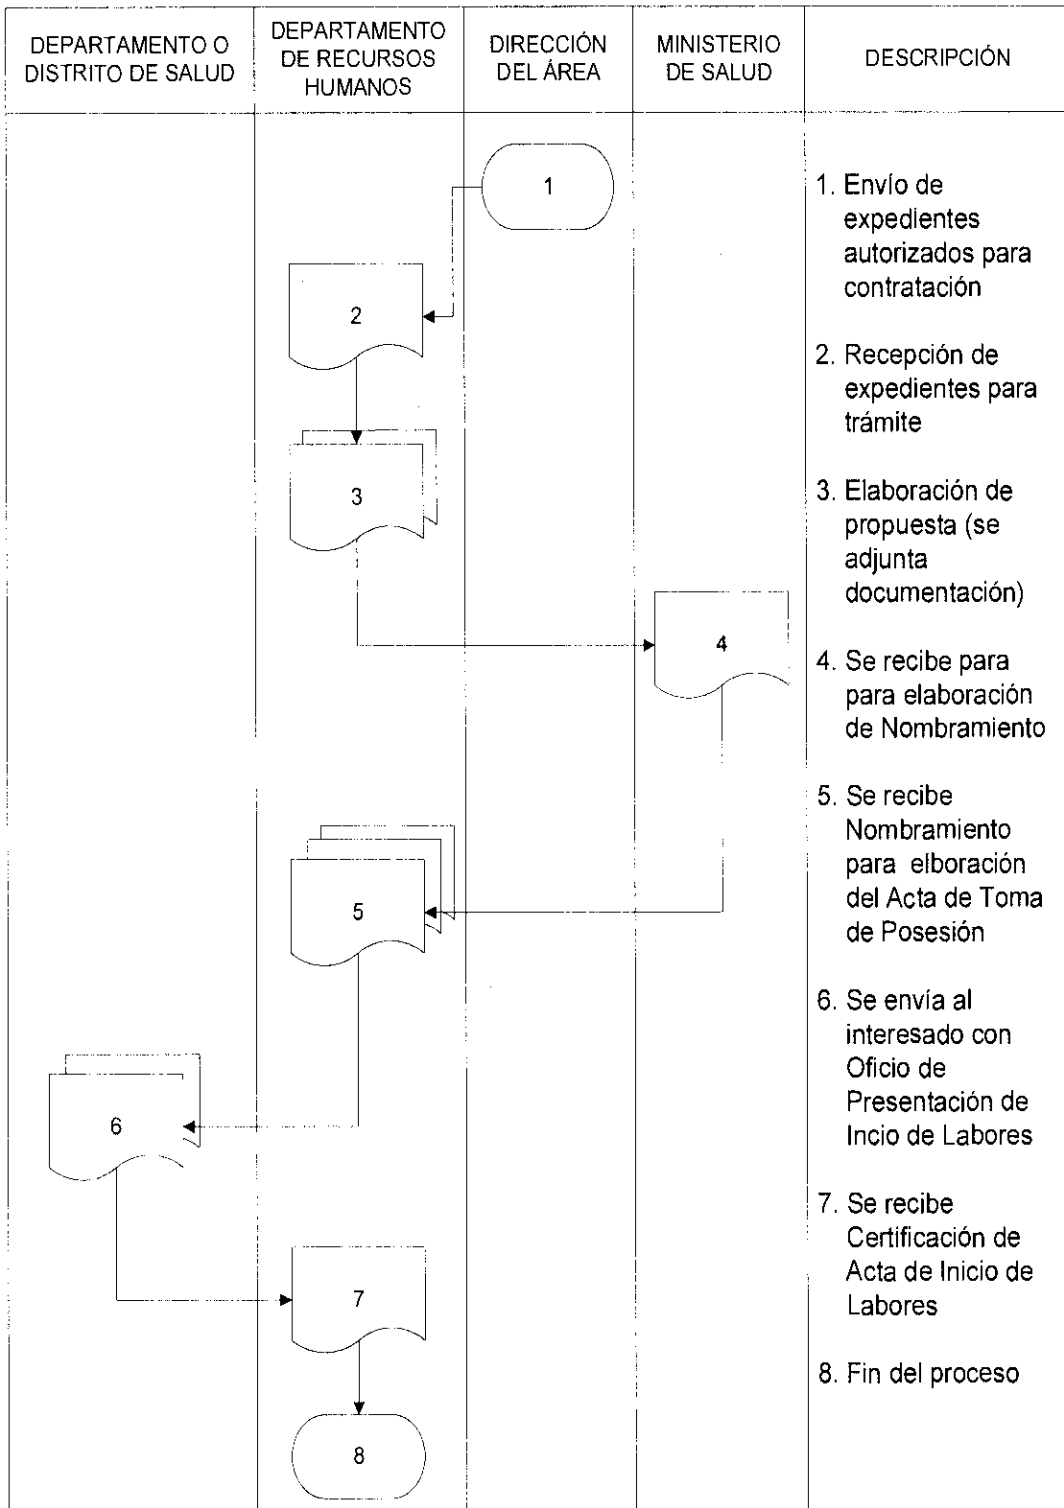 DEPARTAMENTO O
DISTRITO DE SALUD
DEPARTAMENTO
DE RECURSOS
HUMANOS
DIRECCIÓN
DEL ÁREA
MINISTERIO
DE SALUD
DESCRIPCIÓN
1
2
3
4
5
6
7
8
1. Envío de
expedientes
autorizados para
contratación
2. Recepción de
expedientes para
trámite
3. Elaboración de
propuesta (se
adjunta
documentación)
4. Se recibe para
para elaboración
de Nombramiento
5. Se recibe
Nombramiento
para elboración
del Acta de Toma
de Posesión
6. Se envía al
interesado con
Oficio de
Presentación de
Incio de Labores
7. Se recibe
Certificación de
Acta de Inicio de
Labores
8. Fin del proceso